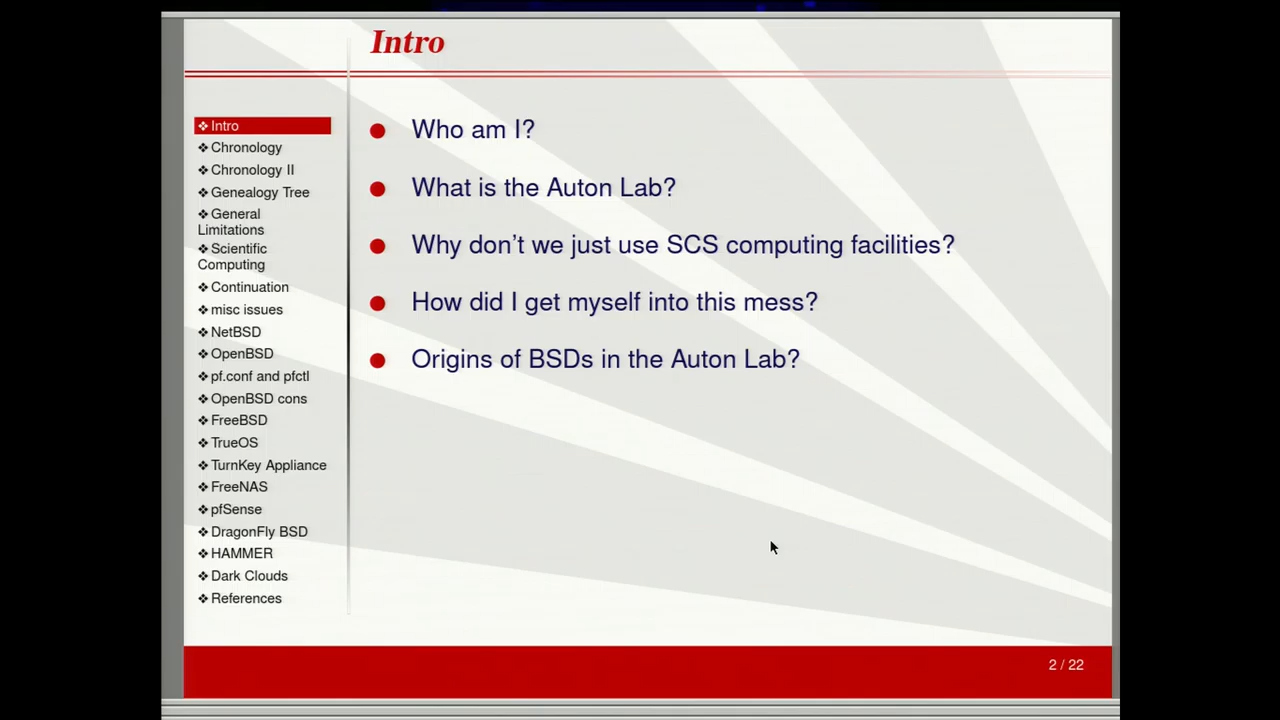 Intro
❖ Intro
❖ Chronology
❖ Chronology II
❖ Genealogy Tree
❖ General
Limitations
❖ Scientific
Computing
❖ Continuation
❖ misc issues
❖ NetBSD
❖ OpenBSD
❖ pf.conf and pfctl
❖ OpenBSD cons
❖ FreeBSD
❖ TrueOS
❖ TurnKey Appliance
❖ FreeNAS
❖ pfSense
❖ DragonFly BSD
❖ HAMMER
❖ Dark Clouds
❖ References
● Who am I?
● What is the Auton Lab?
● Why don’t we just use SCS computing facilities?
● How did I get myself into this mess?
● Origins of BSDs in the Auton Lab?
2 / 22